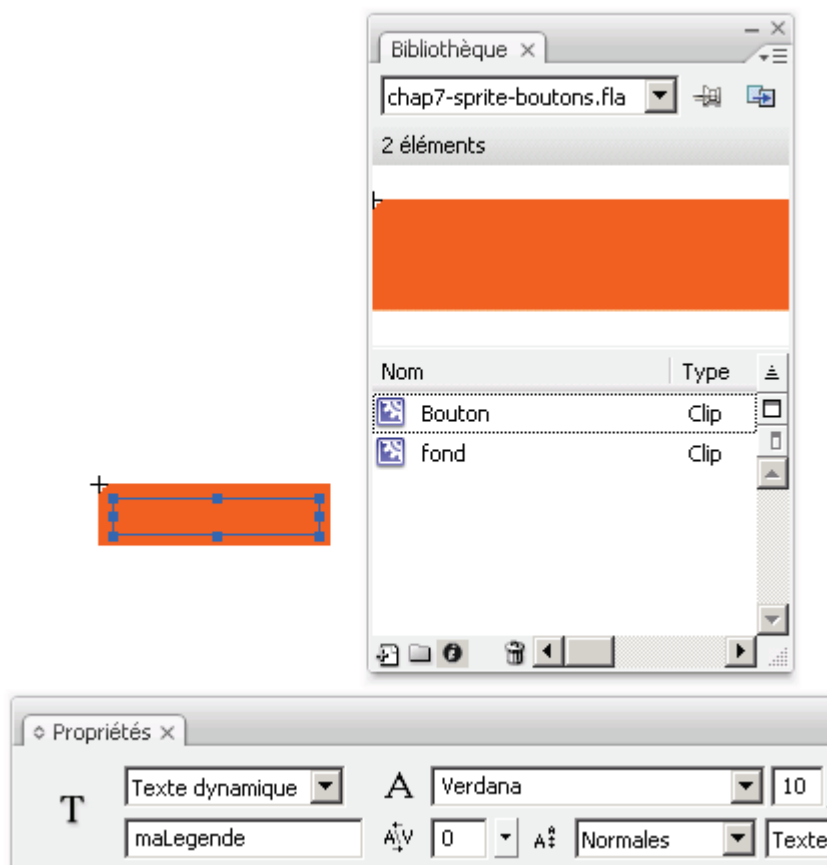 Bibliothèque
chap7-sprite-boutons.fla
2 éléments
Nom Type
Bouton Clip
fond Clip
Propriétés
T Texte dynamique A Verdana 10
maLegende AV 0 A Normales Texte